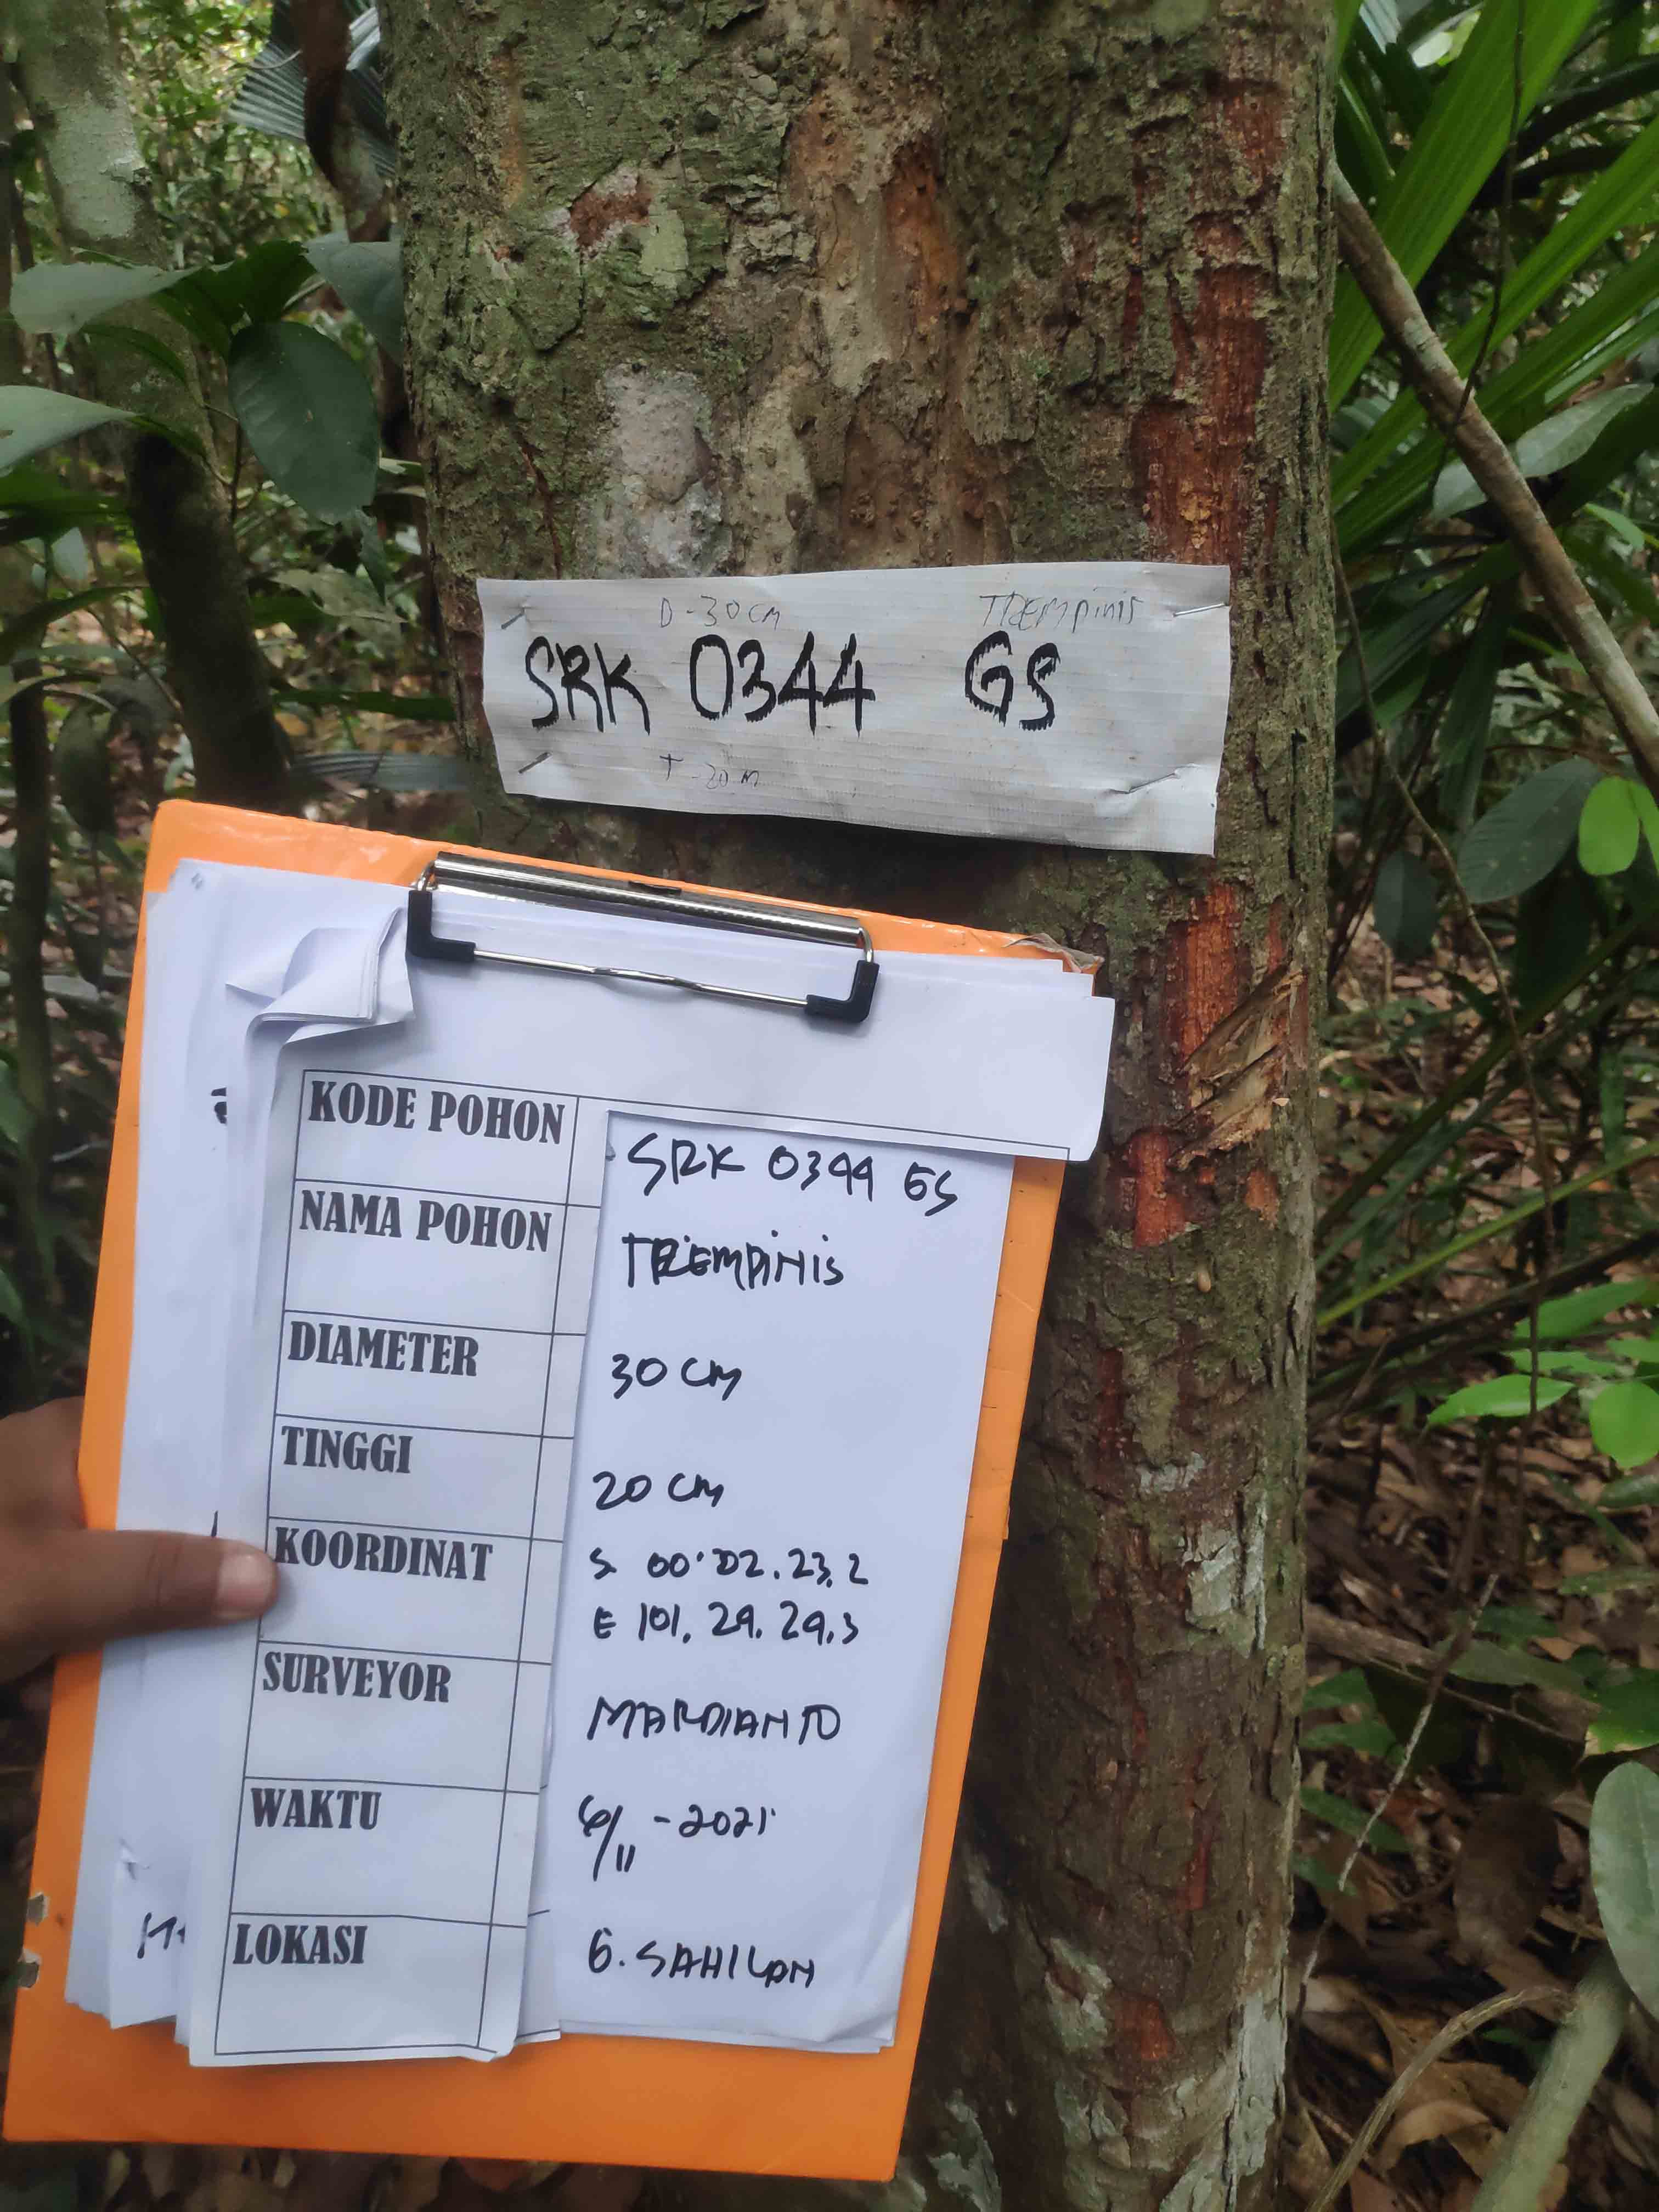 D-30CM TREMPiNiS
SRK 0344 GS
T-20M
KODE POHON SRK 0344 GS
NAMA POHON TREMPINIS
DIAMETER 30 CM
TINGGI 20 CM
KOORDINAT S 00°02.23.2
E 101.29.29.3
SURVEYOR MARDIANTO
WAKTU 6/11-2021
LOKASI G.SAHILAN